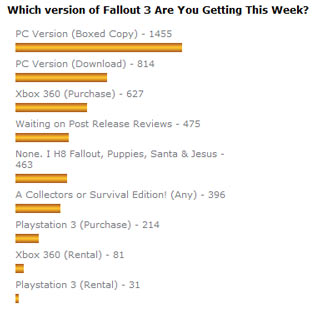 Which version of Fallout 3 Are You Getting This Week?
PC Version (Boxed Copy) - 1455
PC Version (Download) - 814
Xbox 360 (Purchase) - 627
Waiting on Post Release Reviews - 475
None. I H8 Fallout, Puppies, Santa & Jesus -
463
A Collectors or Survival Edition! (Any) - 396
Playstation 3 (Purchase) - 214
Xbox 360 (Rental) - 81
Playstation 3 (Rental) - 31